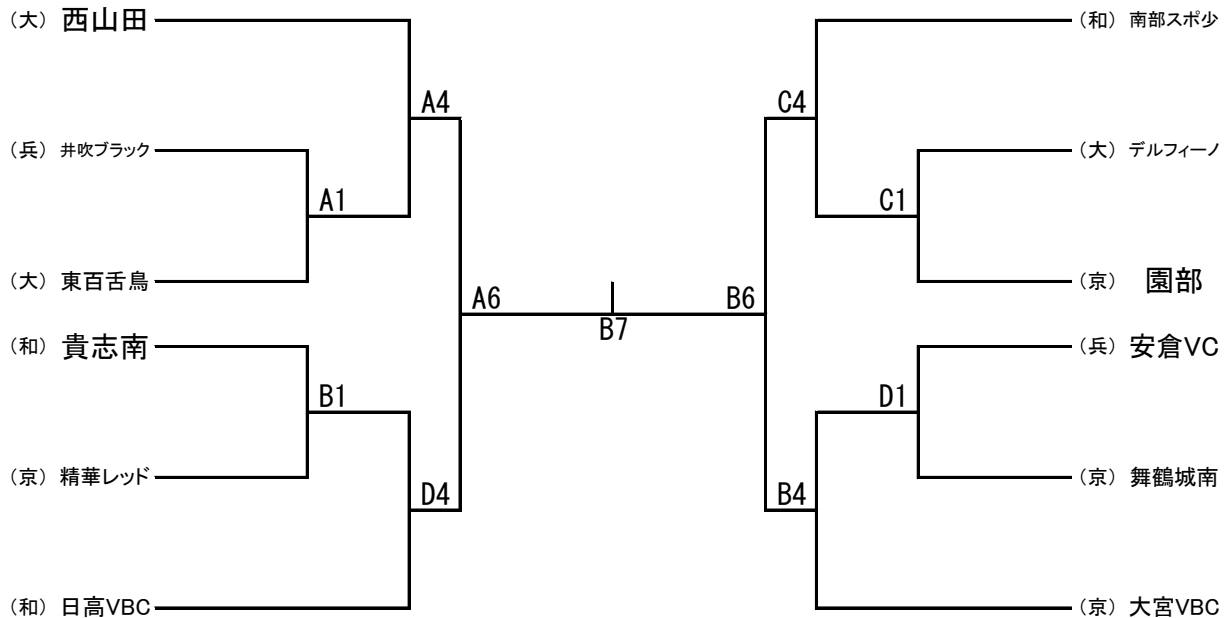 (大) 西山田
(和) 南部スポ少
A4
C4
(兵) 井吹ブラック
(大) デルフィーノ
A1
C1
(大) 東百舌鳥
(京) 園部
A6
B6
B7
(和) 貴志南
(兵) 安倉VC
B1
D1
(京) 精華レッド
(京) 舞鶴城南
D4
B4
(和) 日高VBC
(京) 大宮VBC